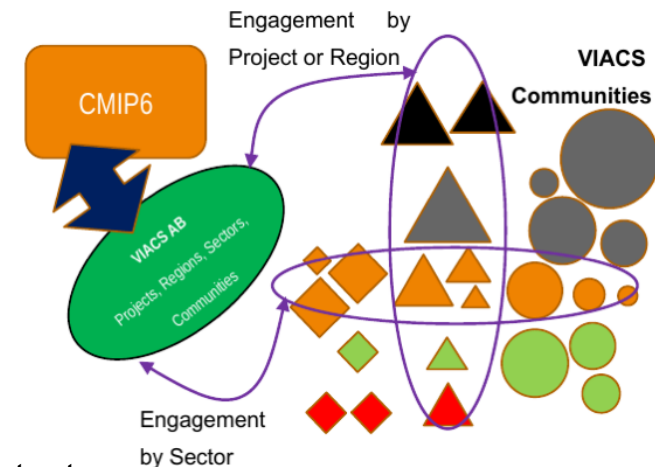 Engagement by
Project or Region
VIACS
Communities
CMIP6
VIACS AB
Projects, Regions, Sectors,
Communities
Engagement
by Sector